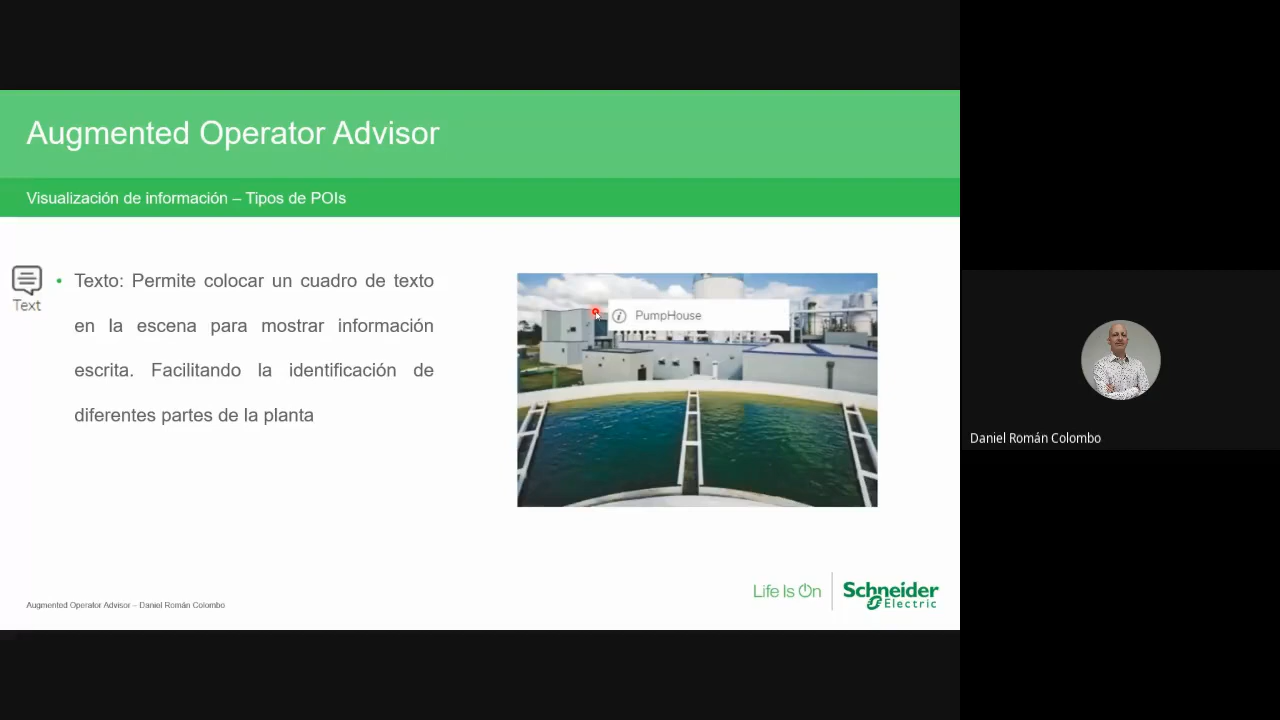 Augmented Operator Advisor
Visualización de información – Tipos de POIs
Text
• Texto: Permite colocar un cuadro de texto
en la escena para mostrar información
escrita. Facilitando la identificación de
diferentes partes de la planta
PumpHouse
Daniel Román Colombo
Augmented Operator Advisor – Daniel Román Colombo
Life Is On
Schneider
Electric